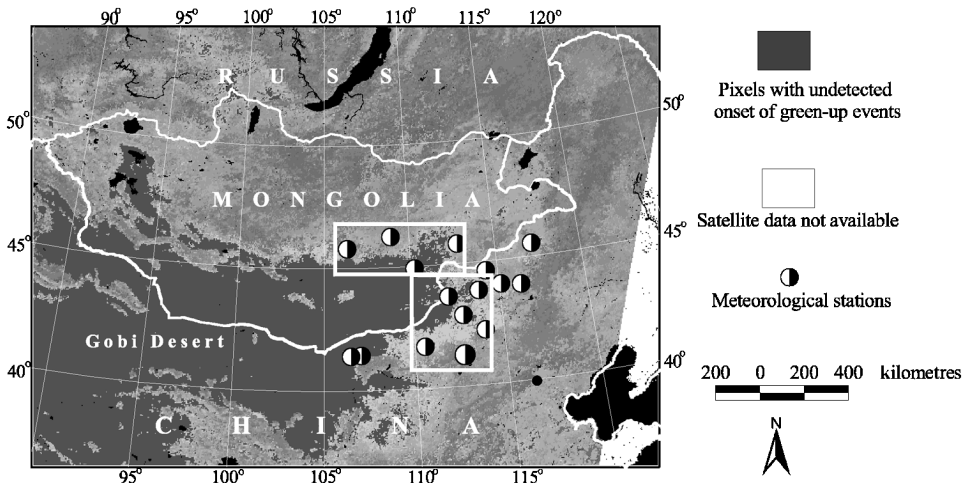 90° 95° 100° 105° 110° 115° 120°
R U S S I A
50° 50°
M O N G O L I A
45° 45°
Gobi Desert
40° 40°
C H I N A
95° 100° 105° 110° 115°
Pixels with undetected
onset of green-up events
Satellite data not available
Meteorological stations
200 0 200 400 kilometres
N